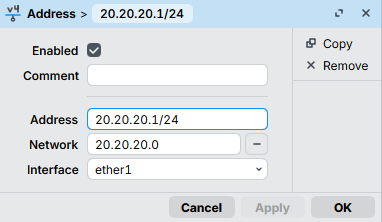 v4 Address > 20.20.20.1/24
Copy
Remove
Enabled
Comment
Address 20.20.20.1/24
Network 20.20.20.0
Interface ether1
Cancel Apply OK